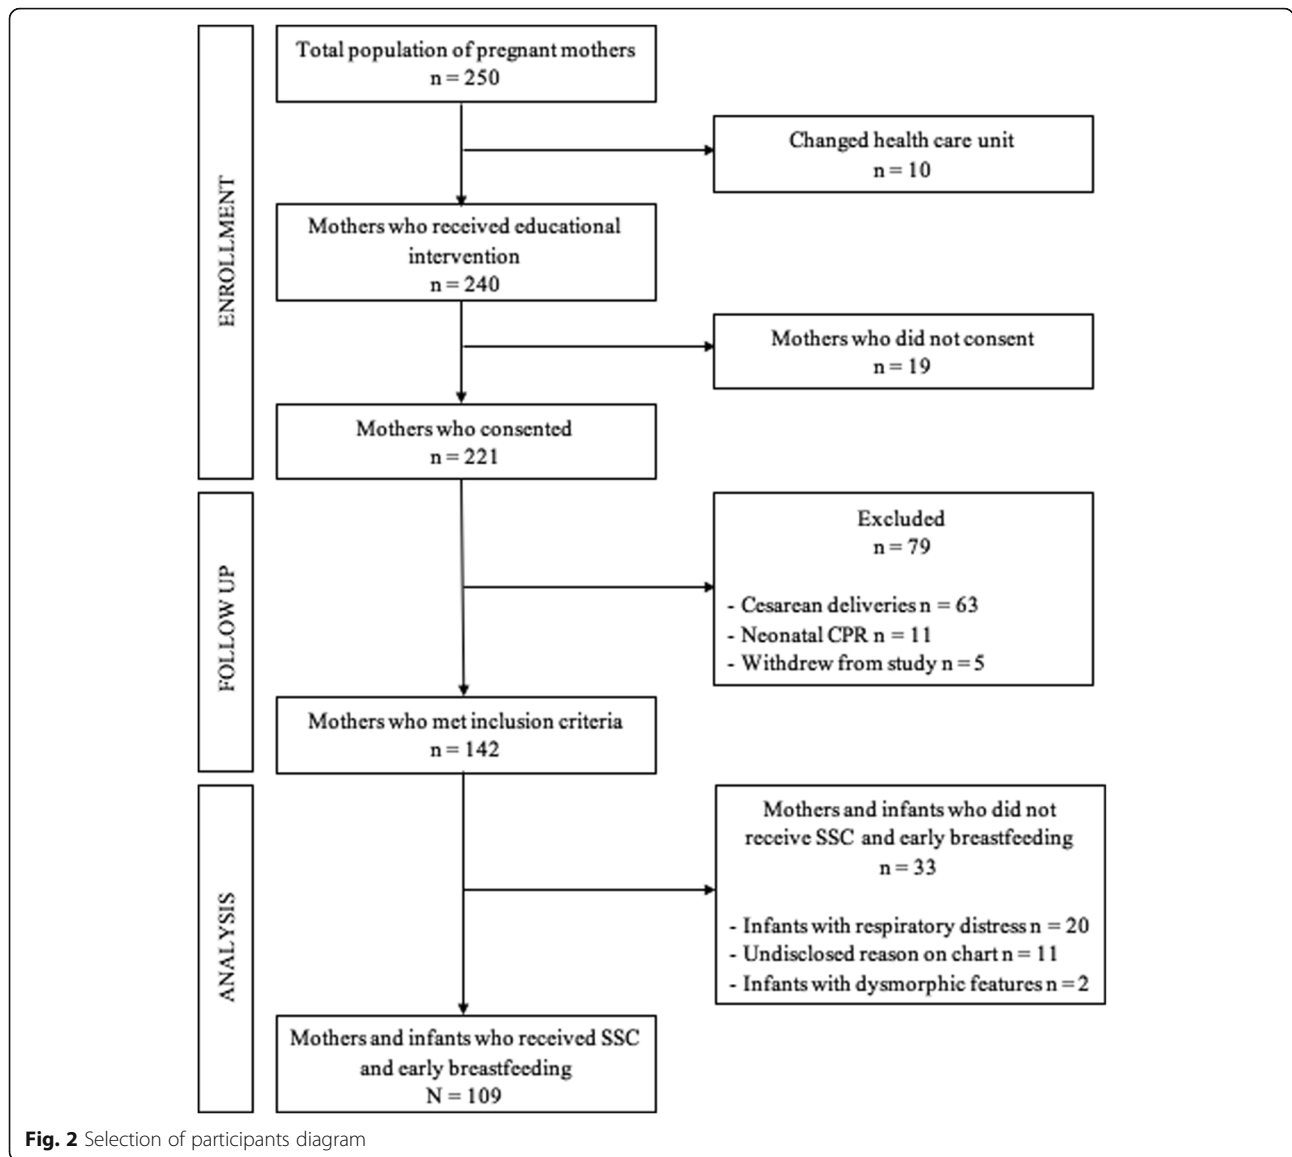 ENROLLMENT
Total population of pregnant mothers
n = 250
Changed health care unit
n = 10
Mothers who received educational
intervention
n = 240
Mothers who did not consent
n = 19
Mothers who consented
n = 221
FOLLOW UP
Excluded
n = 79
- Cesarean deliveries n = 63
- Neonatal CPR n = 11
- Withdrew from study n = 5
Mothers who met inclusion criteria
n = 142
ANALYSIS
Mothers and infants who did not
receive SSC and early breastfeeding
n = 33
- Infants with respiratory distress n = 20
- Undisclosed reason on chart n = 11
- Infants with dysmorphic features n = 2
Mothers and infants who received SSC
and early breastfeeding
N = 109
Fig. 2 Selection of participants diagram